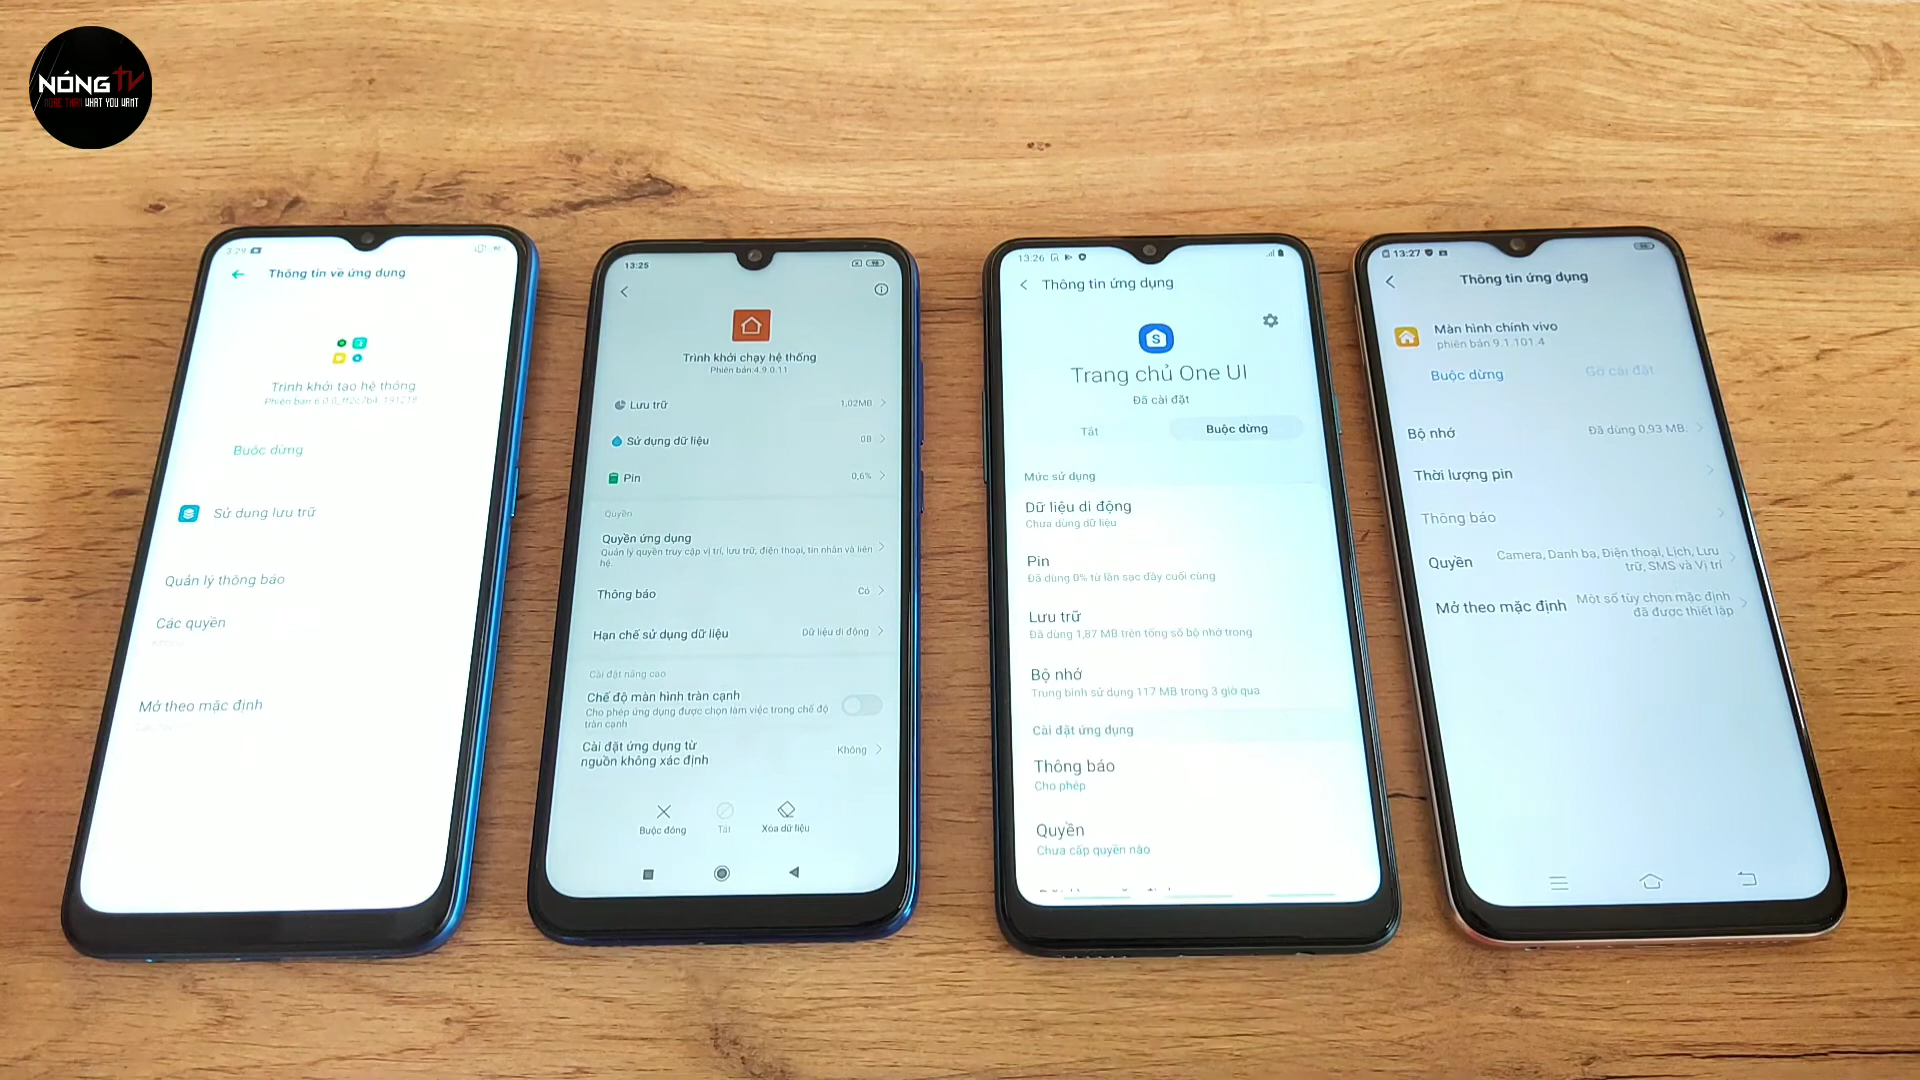 NÓNG TV
MORE THAN WHAT YOU WANT
3:29
Thông tin về ứng dụng
Trình khởi tạo hệ thống
Phiên bản 6.0.0_ff2c7b4_191218
Buộc dừng
Sử dụng lưu trữ
Quản lý thông báo
Các quyền
Mở theo mặc định
13:25
Trình khởi chạy hệ thống
Phiên bản:4.9.0.11
Lưu trữ 1,02MB
Sử dụng dữ liệu 0B
Pin 0,6%
Quyền
Quyền ứng dụng
Quản lý quyền truy cập vị trí, lưu trữ, điện thoại, tin nhắn và liên
hệ.
Thông báo Có
Hạn chế sử dụng dữ liệu Dữ liệu di động
Cài đặt nâng cao
Chế độ màn hình tràn cạnh
Cho phép ứng dụng được chọn làm việc trong chế độ
tràn cạnh
Cài đặt ứng dụng từ
nguồn không xác định Không
Buộc đóng Tắt Xóa dữ liệu
13:26
Thông tin ứng dụng
S
Trang chủ One UI
Đã cài đặt
Tắt Buộc dừng
Mức sử dụng
Dữ liệu di động
Chưa dùng dữ liệu
Pin
Đã dùng 0% từ lần sạc đầy cuối cùng
Lưu trữ
Đã dùng 1,87 MB trên tổng số bộ nhớ trong
Bộ nhớ
Trung bình sử dụng 117 MB trong 3 giờ qua
Cài đặt ứng dụng
Thông báo
Cho phép
Quyền
Chưa cấp quyền nào
13:27
Thông tin ứng dụng
Màn hình chính vivo
phiên bản 9.1.101.4
Buộc dừng Gỡ cài đặt
Bộ nhớ Đã dùng 0,93 MB.
Thời lượng pin
Thông báo
Quyền Camera, Danh bạ, Điện thoại, Lịch, Lưu
trữ, SMS và Vị trí
Mở theo mặc định Một số tùy chọn mặc định
đã được thiết lập